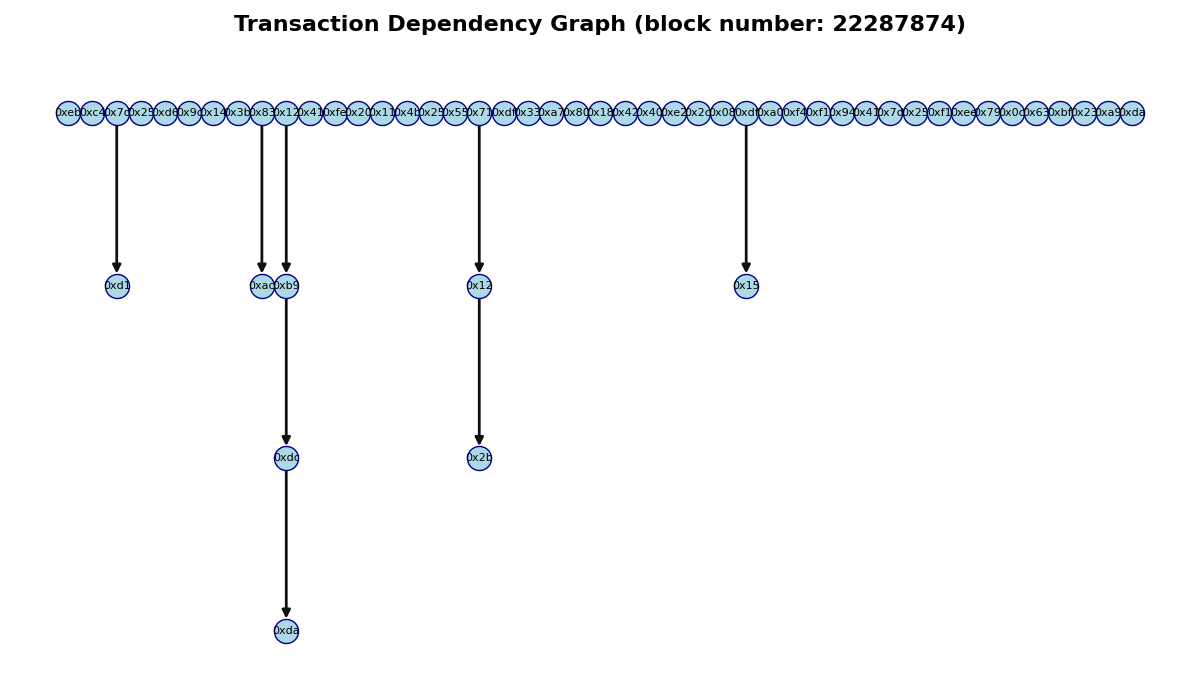 Transaction Dependency Graph (block number: 22287874)
0xeb 0xc4 0x7c 0x25 0xd6 0x9c 0x14 0x3b 0x83 0x12 0x41 0xfe 0x20 0x11 0x4b 0x25 0x55 0x71 0xdf 0x33 0xa7 0x80 0x18 0x42 0x40 0xe2 0x2c 0x08 0xdf 0xa0 0xf4 0xf1 0x94 0x41 0x7c 0x25 0xf1 0xee 0x79 0x0c 0x63 0xbf 0x23 0xa9 0xda
0xd1 0xac 0xb9 0x12 0x15
0xdc 0x2b
0xda